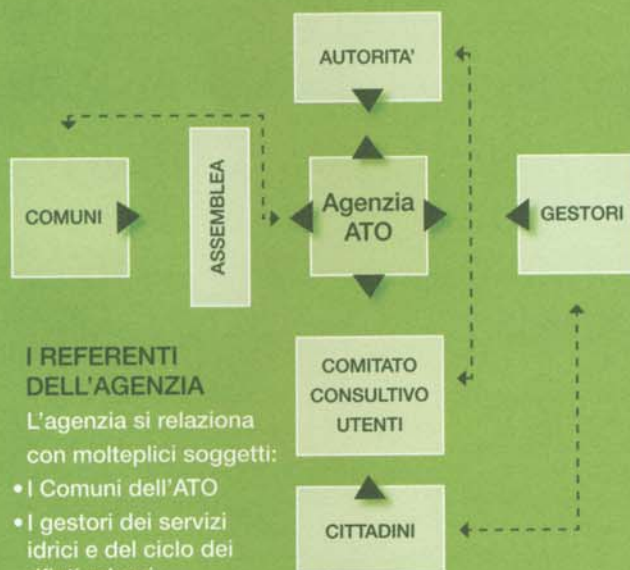 AUTORITA'
COMUNI
ASSEMBLEA
Agenzia
ATO
GESTORI
I REFERENTI
DELL'AGENZIA
L'agenzia si relaziona
con molteplici soggetti:
• I Comuni dell'ATO
• I gestori dei servizi
idrici e del ciclo dei
COMITATO
CONSULTIVO
UTENTI
CITTADINI